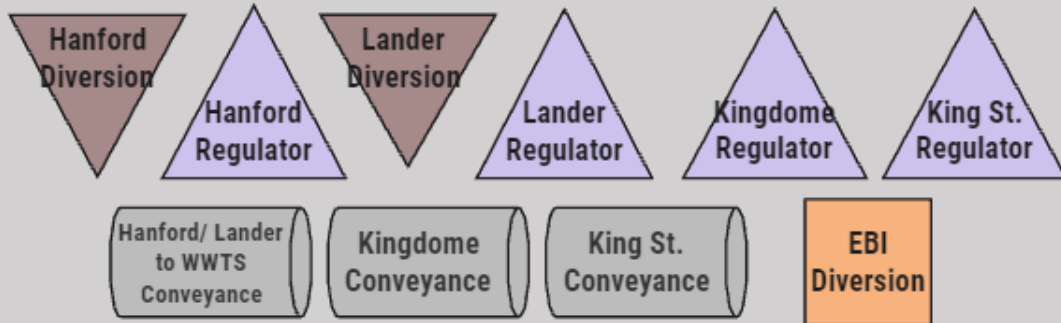 Hanford
Diversion
Hanford
Regulator
Lander
Diversion
Lander
Regulator
Kingdome
Regulator
King St.
Regulator
Hanford/ Lander
to WWTS
Conveyance
Kingdome
Conveyance
King St.
Conveyance
EBI
Diversion